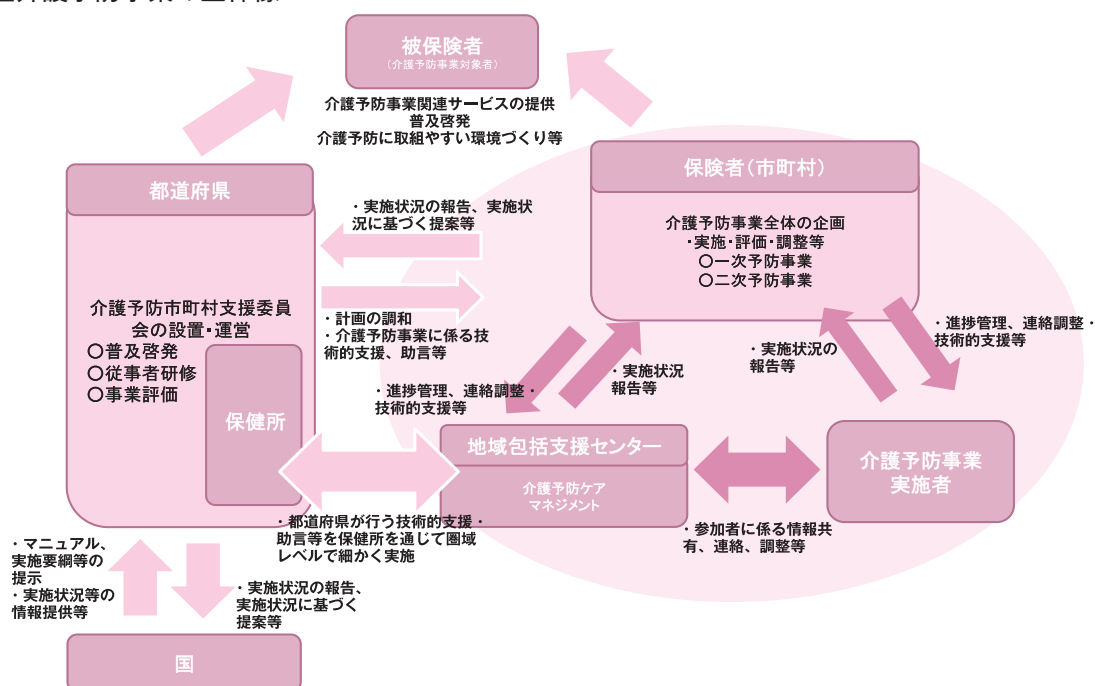 被保険者
(介護予防事業対象者)
介護予防事業関連サービスの提供
普及啓発
介護予防に取組やすい環境づくり等
都道府県
介護予防市町村支援委員
会の設置・運営
〇普及啓発
〇従事者研修
〇事業評価
保健所
・実施状況の報告、実施状
況に基づく提案等
・計画の調和
・介護予防事業に係る技
術的支援、助言等
保険者(市町村)
介護予防事業全体の企画
・実施・評価・調整等
〇一次予防事業
〇二次予防事業
・進捗管理、連絡調整・
技術的支援等
・実施状況
報告等
・実施状況の
報告等
・進捗管理、連絡調整・
技術的支援等
地域包括支援センター
介護予防ケア
マネジメント
介護予防事業
実施者
・参加者に係る情報共
有、連絡、調整等
・都道府県が行う技術的支援・
助言等を保健所を通じて圏域
レベルで細かく実施
・マニュアル、
実施要綱等の
提示
・実施状況等の
情報提供等
・実施状況の報告、
実施状況に基づく
提案等
国